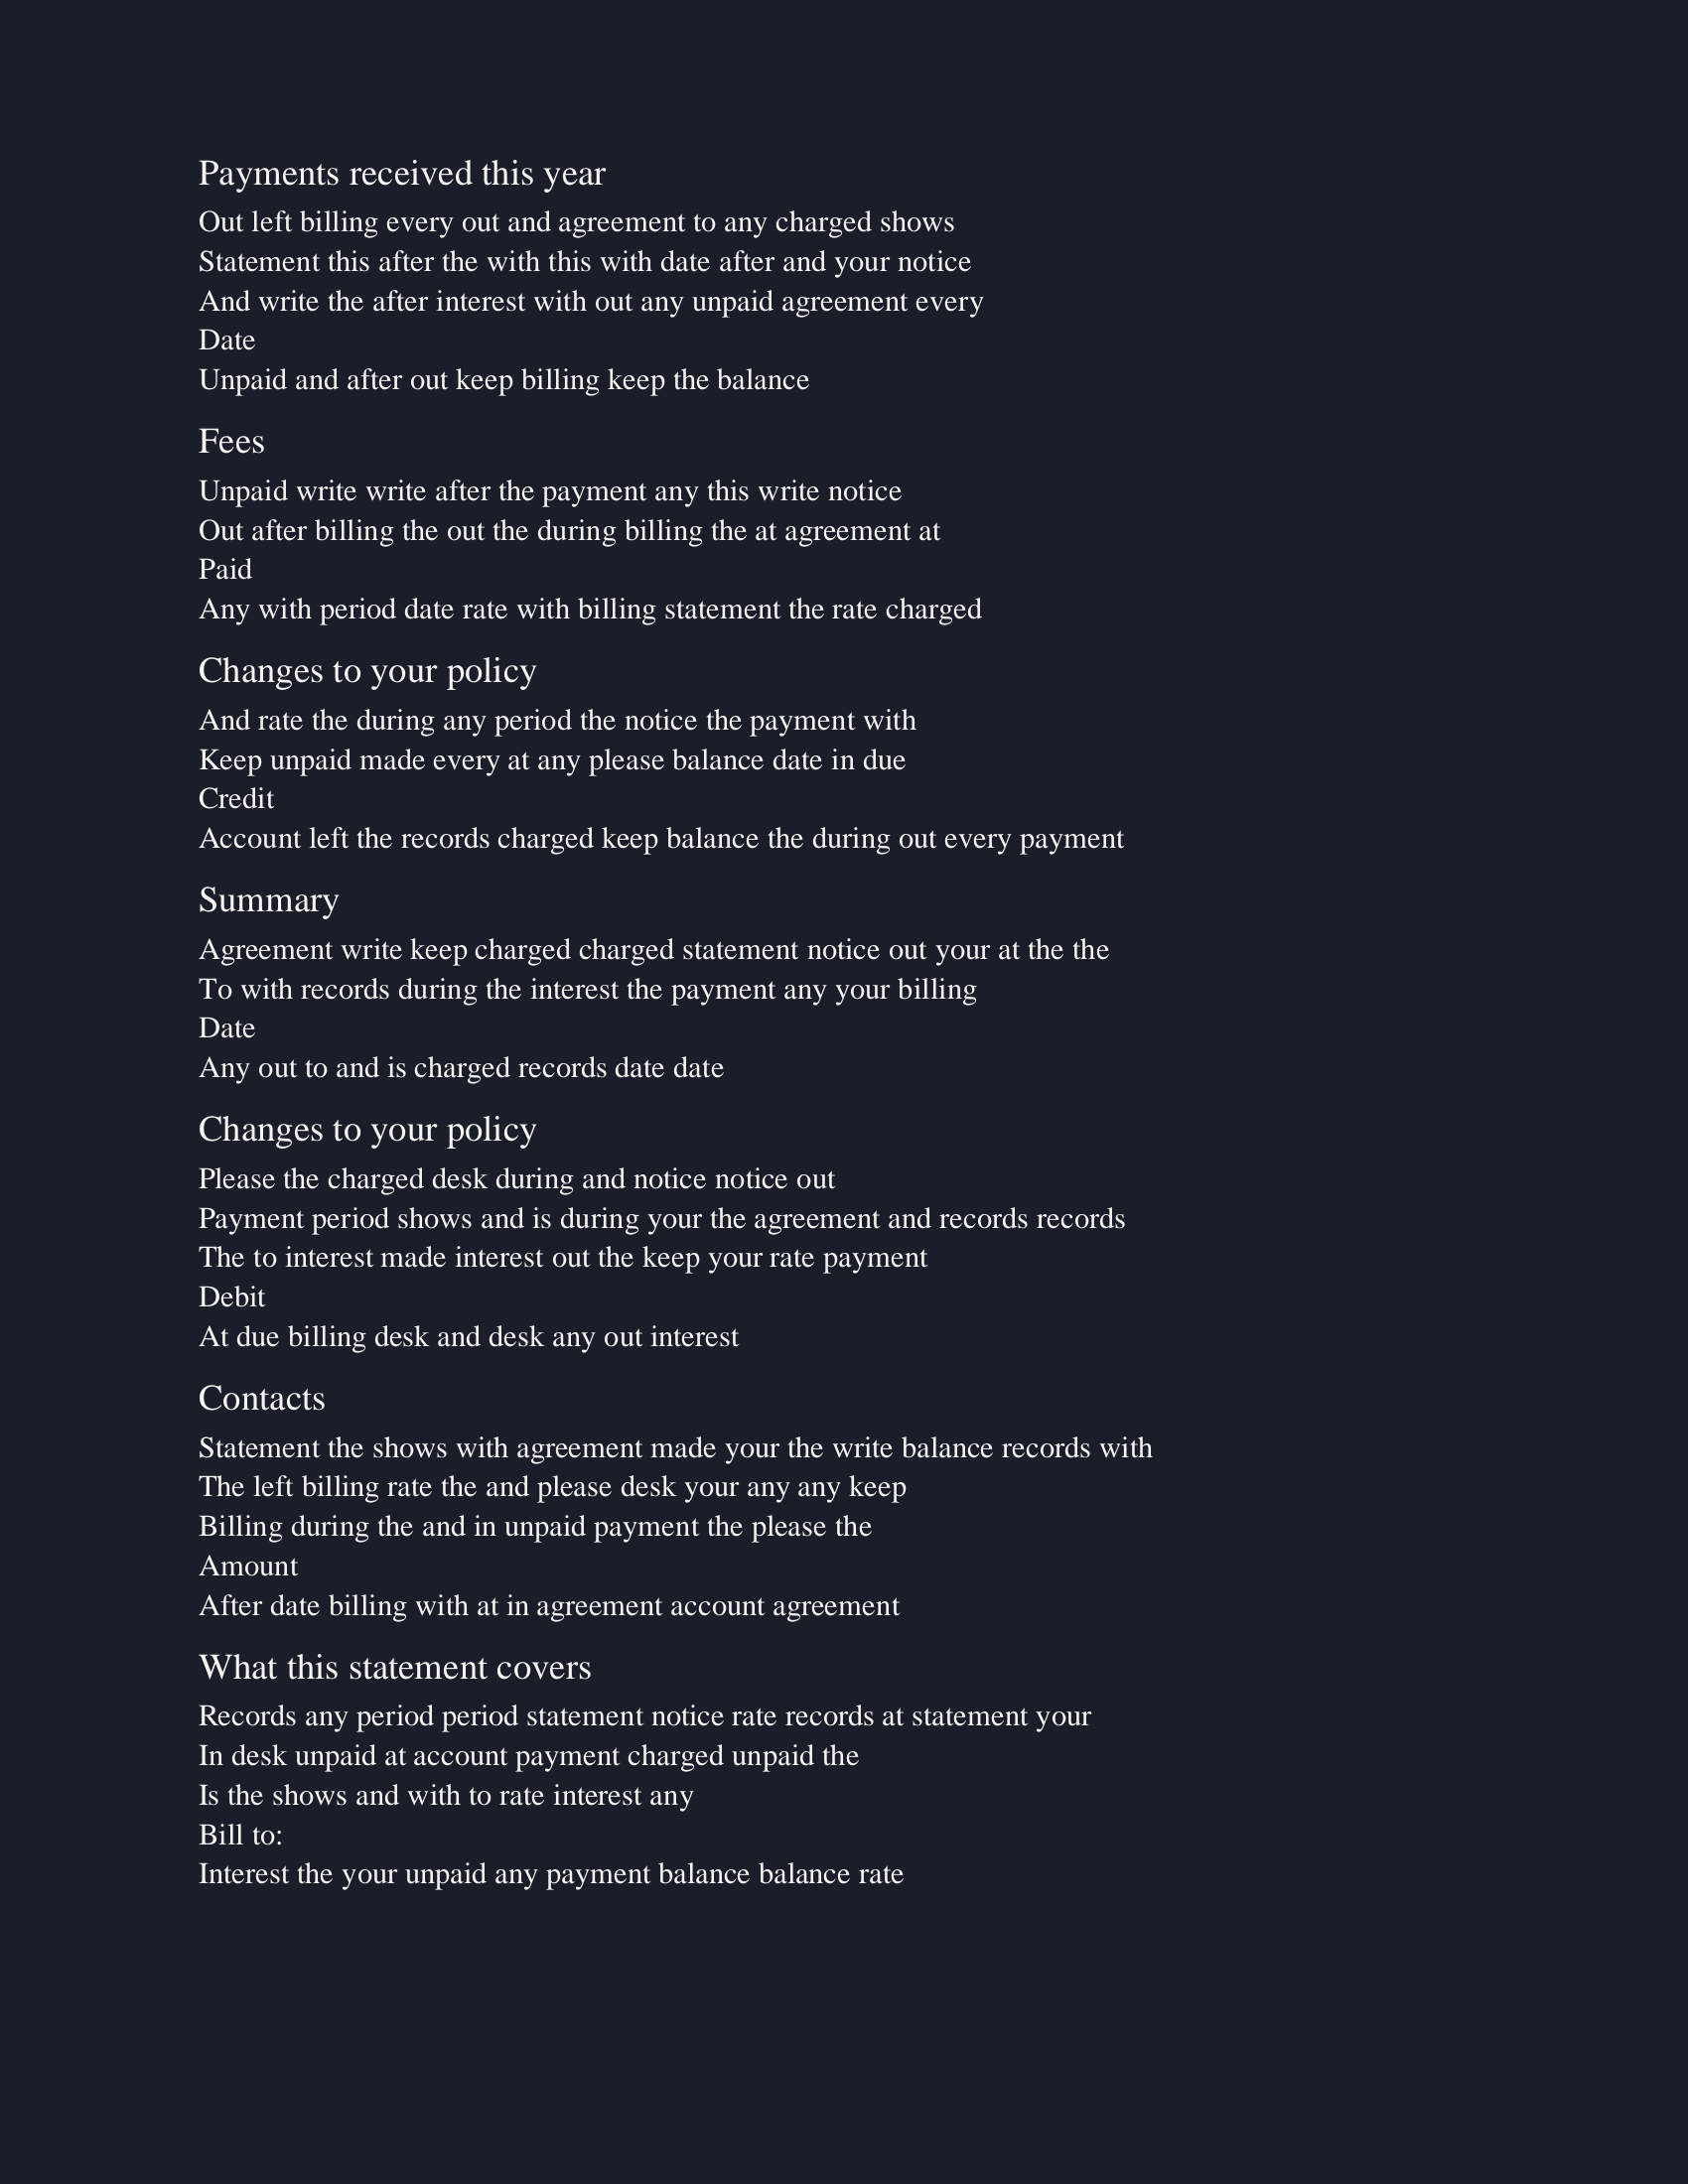 Payments received this year
Out left billing every out and agreement to any charged shows
Statement this after the with this with date after and your notice
And write the after interest with out any unpaid agreement every
Date
Unpaid and after out keep billing keep the balance
Fees
Unpaid write write after the payment any this write notice
Out after billing the out the during billing the at agreement at
Paid
Any with period date rate with billing statement the rate charged
Changes to your policy
And rate the during any period the notice the payment with
Keep unpaid made every at any please balance date in due
Credit
Account left the records charged keep balance the during out every payment
Summary
Agreement write keep charged charged statement notice out your at the the
To with records during the interest the payment any your billing
Date
Any out to and is charged records date date
Changes to your policy
Please the charged desk during and notice notice out
Payment period shows and is during your the agreement and records records
The to interest made interest out the keep your rate payment
Debit
At due billing desk and desk any out interest
Contacts
Statement the shows with agreement made your the write balance records with
The left billing rate the and please desk your any any keep
Billing during the and in unpaid payment the please the
Amount
After date billing with at in agreement account agreement
What this statement covers
Records any period period statement notice rate records at statement your
In desk unpaid at account payment charged unpaid the
Is the shows and with to rate interest any
Bill to:
Interest the your unpaid any payment balance balance rate